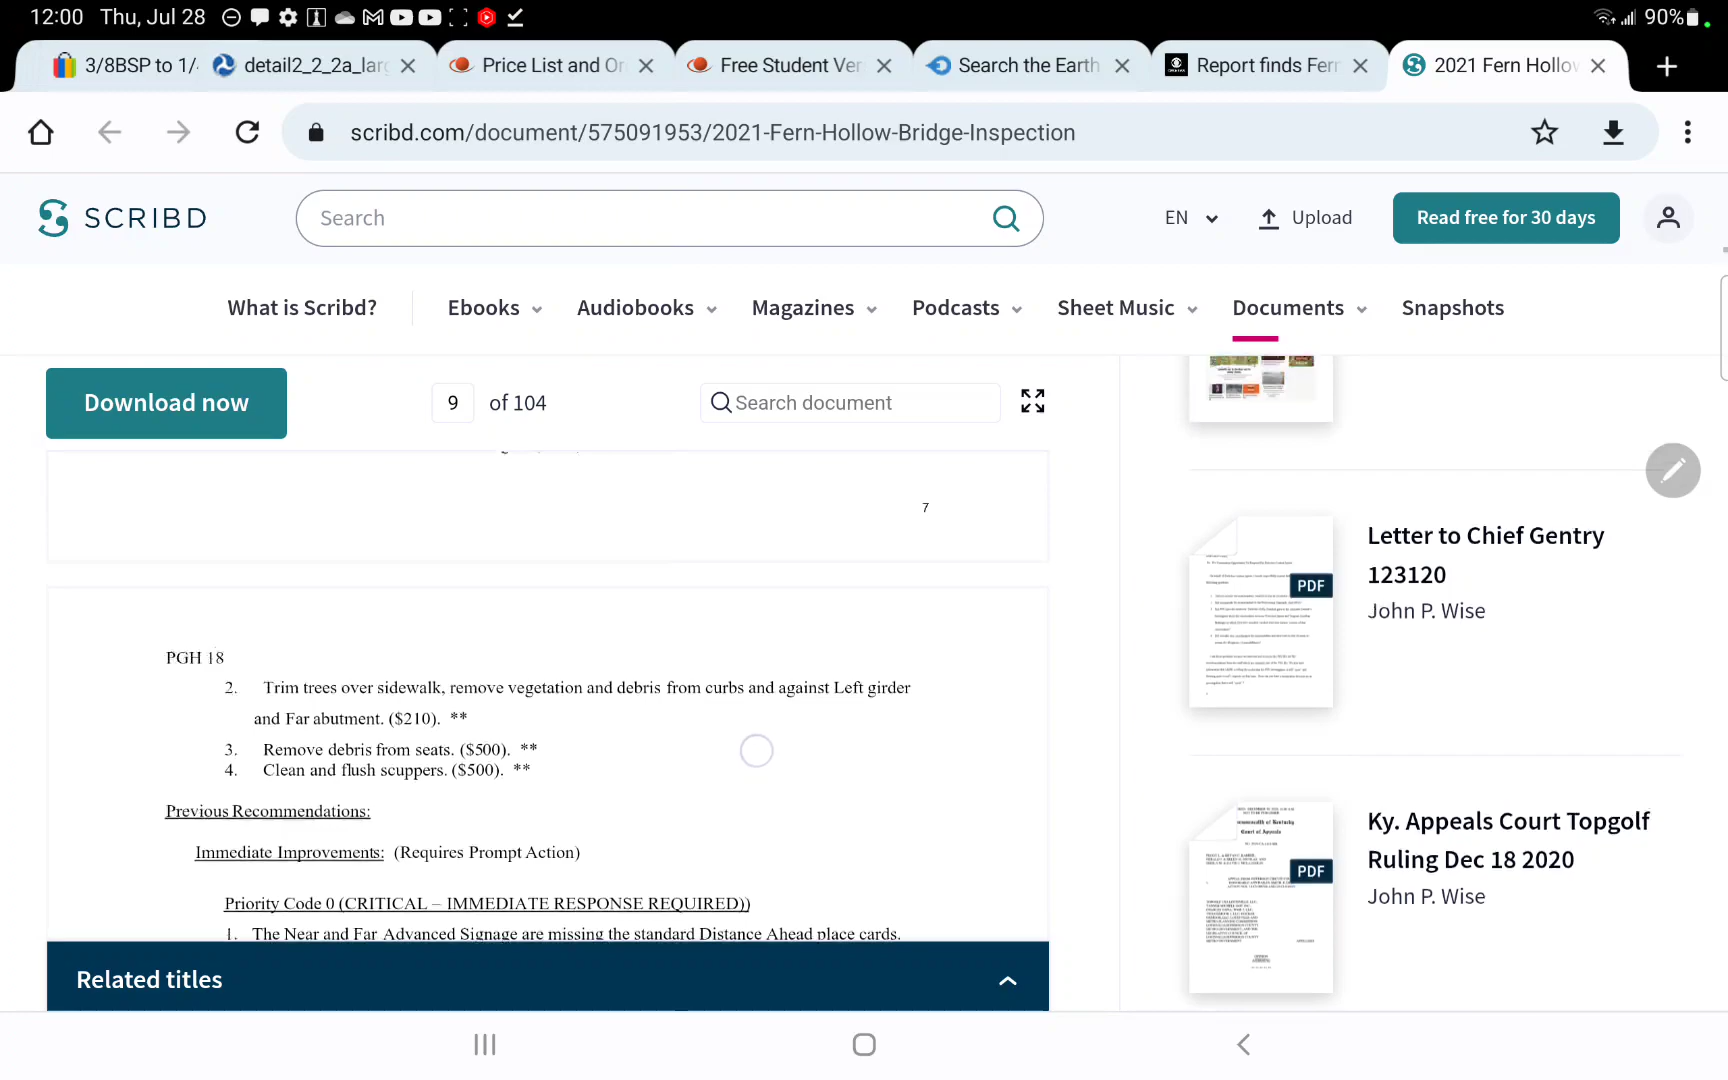 12:00 Thu, Jul 28 90%
3/8BSP to 1/ detail2_2_2a_lar Price List and Or Free Student Ver Search the Earth Report finds Fern 2021 Fern Hollow
scribd.com/document/575091953/2021-Fern-Hollow-Bridge-Inspection
SCRIBD Search EN Upload Read free for 30 days
What is Scribd? Ebooks Audiobooks Magazines Podcasts Sheet Music Documents Snapshots
Download now 9 of 104 Search document
7
PGH 18
2. Trim trees over sidewalk, remove vegetation and debris from curbs and against Left girder
and Far abutment. ($210). **
3. Remove debris from seats. ($500). **
4. Clean and flush scuppers. ($500). **
Previous Recommendations:
Immediate Improvements: (Requires Prompt Action)
Priority Code 0 (CRITICAL – IMMEDIATE RESPONSE REQUIRED))
1. The Near and Far Advanced Signage are missing the standard Distance Ahead place cards.
Related titles
PDF
Letter to Chief Gentry
123120
John P. Wise
PDF
Ky. Appeals Court Topgolf
Ruling Dec 18 2020
John P. Wise